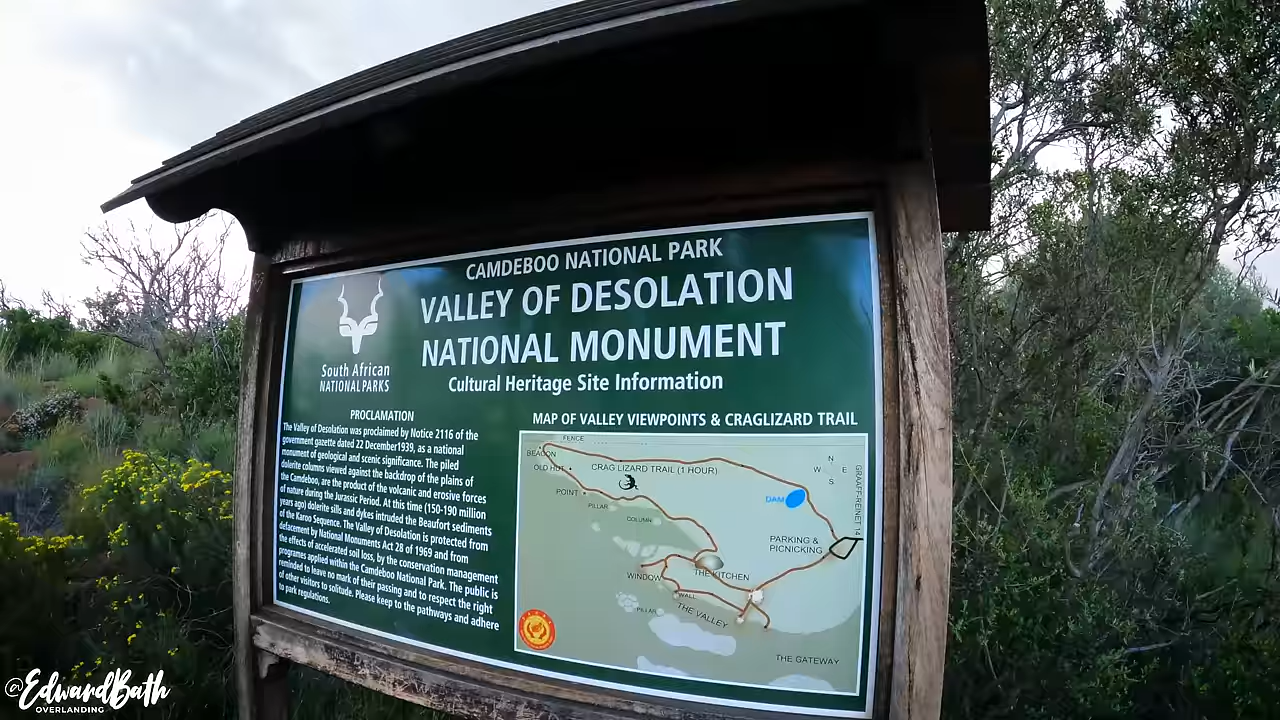 CAMDEBOO NATIONAL PARK
VALLEY OF DESOLATION
NATIONAL MONUMENT
Cultural Heritage Site Information
South African
NATIONAL PARKS
PROCLAMATION
The Valley of Desolation was proclaimed by Notice 2116 of the
government gazette dated 22 December1939, as a national
monument of geological and scenic significance. The piled
dolerite columns viewed against the backdrop of the plains of
the Camdeboo, are the product of the volcanic and erosive forces
of nature during the Jurassic Period. At this time (150-190 million
years ago) dolerite sills and dykes intruded the Beaufort sediments
of the Karoo Sequence. The Valley of Desolation is protected from
defacement by National Monuments Act 28 of 1969 and from
the effects of accelerated soil loss, by the conservation management
programes applied within the Camdeboo National Park. The public is
reminded to leave no mark of their passing and to respect the right
of other visitors to solitude. Please keep to the pathways and adhere
to park regulations.
MAP OF VALLEY VIEWPOINTS & CRAGLIZARD TRAIL
FENCE
BEACON
OLD HUT
CRAG LIZARD TRAIL (1 HOUR)
N
W E
S
GRAAFF-REINET 14
POINT
PILLAR
COLUMN
DAM
PARKING &
PICNICKING
WINDOW
THE KITCHEN
WALL
PILLAR
THE VALLEY
THE GATEWAY
@EdwardBath
OVERLANDING